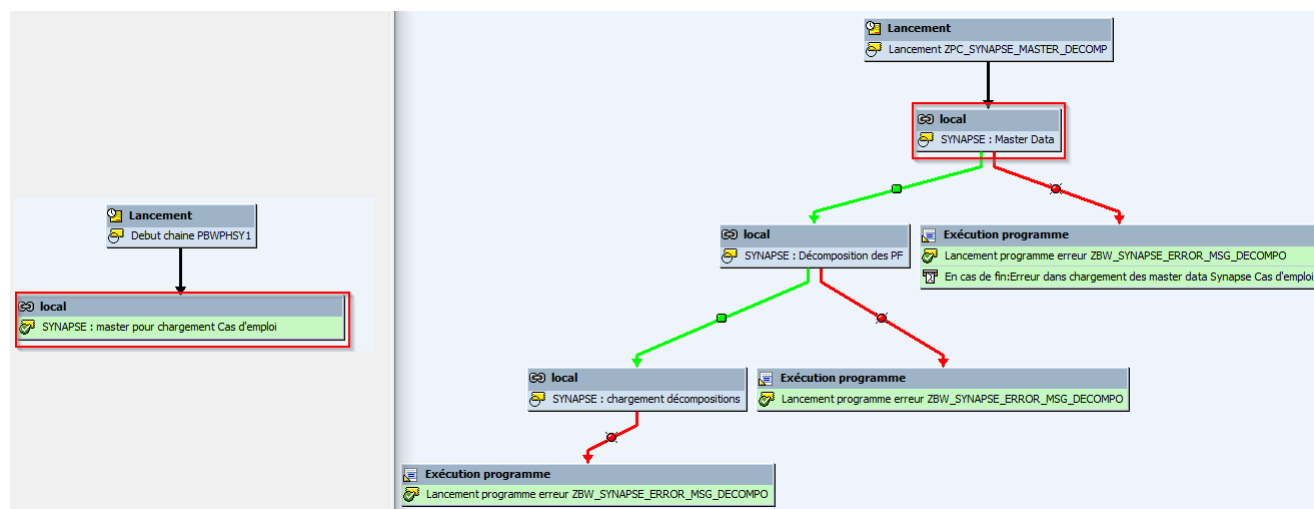 Lancement
Debut chaine PBWPHSY1
local
SYNAPSE : master pour chargement Cas d'emploi
Lancement
Lancement ZPC_SYNAPSE_MASTER_DECOMP
local
SYNAPSE : Master Data
local
SYNAPSE : Décomposition des PF
Exécution programme
Lancement programme erreur ZBW_SYNAPSE_ERROR_MSG_DECOMPO
En cas de fin:Erreur dans chargement des master data Synapse Cas d'emploi
local
SYNAPSE : chargement décompositions
Exécution programme
Lancement programme erreur ZBW_SYNAPSE_ERROR_MSG_DECOMPO
Exécution programme
Lancement programme erreur ZBW_SYNAPSE_ERROR_MSG_DECOMPO